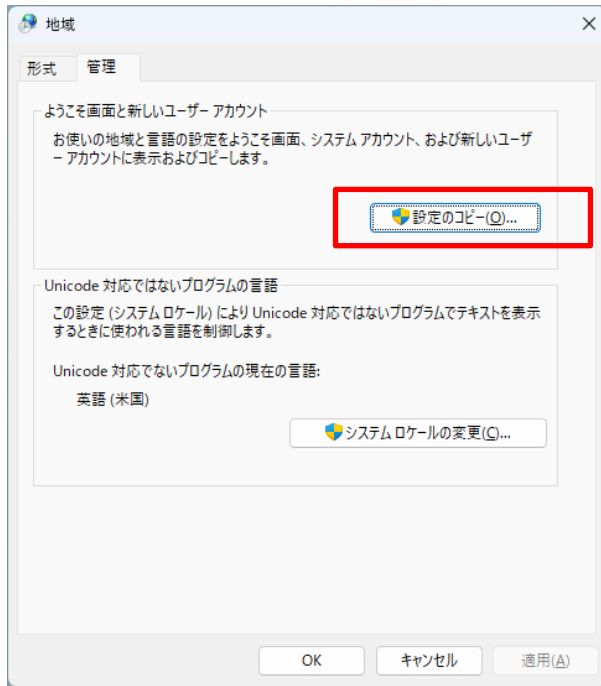 地域
形式
管理
ようこそ画面と新しいユーザー アカウント
お使いの地域と言語の設定をようこそ画面、システム アカウント、および新しいユーザ
ー アカウントに表示およびコピーします。
設定のコピー(O)...
Unicode 対応ではないプログラムの言語
この設定 (システム ロケール) により Unicode 対応ではないプログラムでテキストを表示
するときに使われる言語を制御します。
Unicode 対応でないプログラムの現在の言語:
英語 (米国)
システム ロケールの変更(C)...
OK
キャンセル
適用(A)